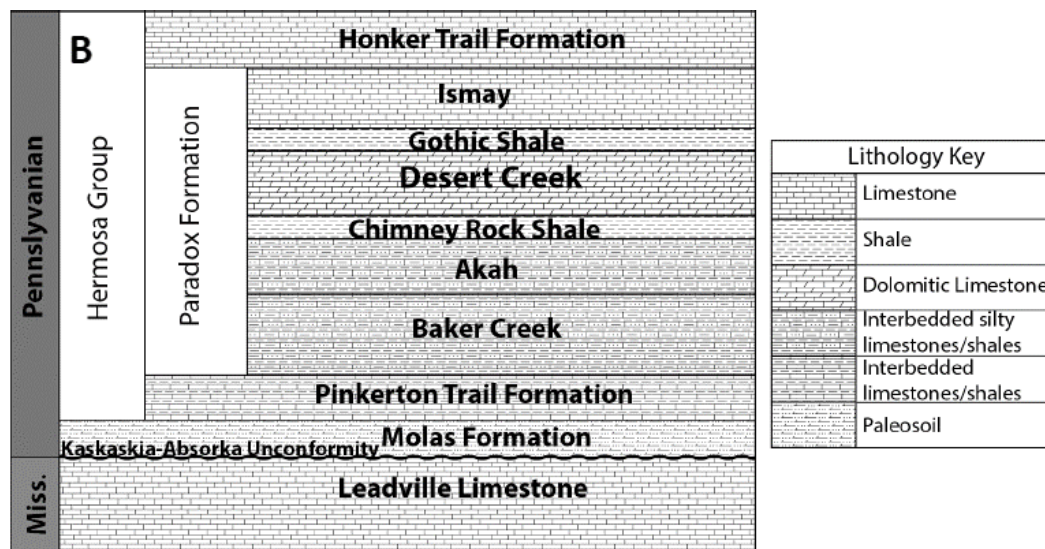 B
Honker Trail Formation
Ismay
Gothic Shale
Desert Creek
Chimney Rock Shale
Akah
Baker Creek
Pinkerton Trail Formation
Molas Formation
Kaskaskia-Absorka Unconformity
Leadville Limestone
Pennslyvanian
Miss.
Hermosa Group
Paradox Formation
Lithology Key
Limestone
Shale
Dolomitic Limestone
Interbedded silty
limestones/shales
Interbedded
limestones/shales
Paleosoil